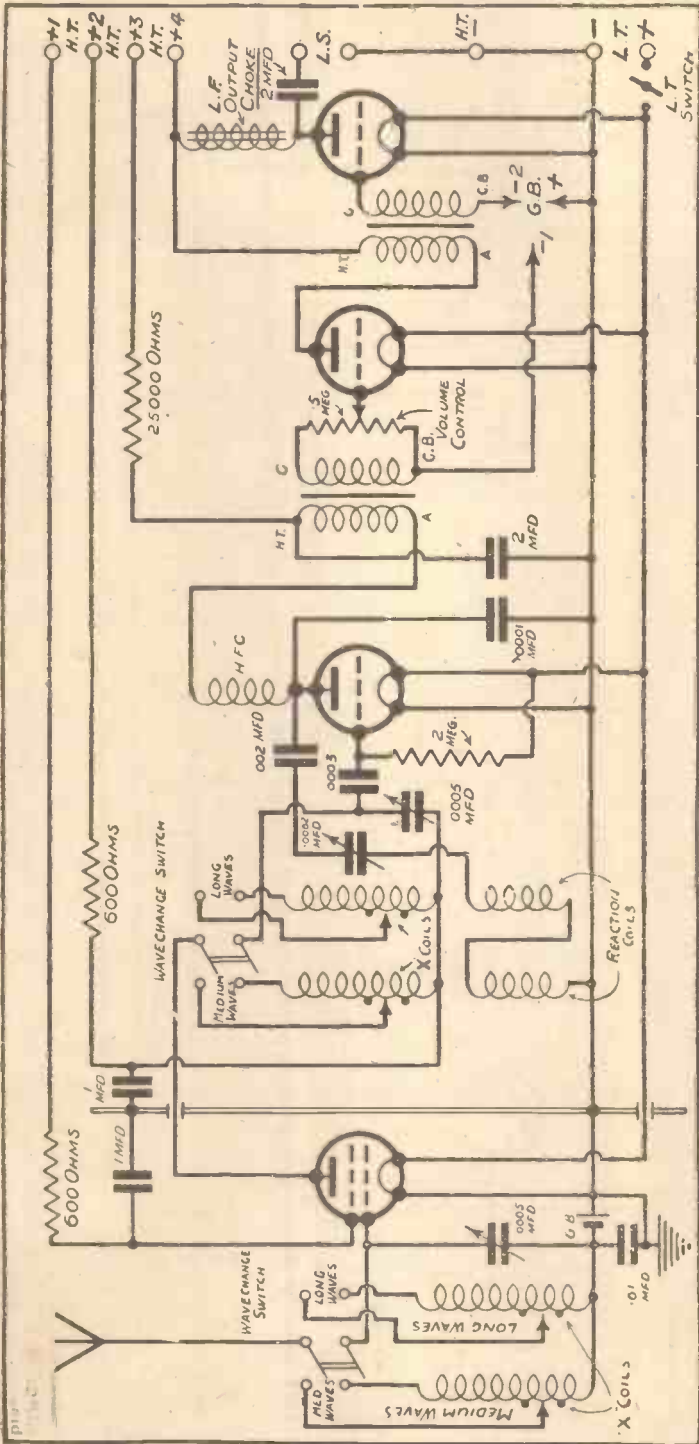 +1
H.T.
+2
H.T.
+3
H.T.
+4
L.F.
OUTPUT
CHOKE
2 MFD
L.S.
H.T.
-
-
L.T.
+
L.T
SWITCH
600 OHMS
600 OHMS
25000 OHMS
1 MFD
1
MFD
WAVECHANGE SWITCH
LONG
WAVES
MEDIUM
WAVES
'X' COILS
REACTION
COILS
.0002
MFD
.002 MFD
.0003
.0005
MFD
2
MEG.
HFC
.0001
MFD
2
MFD
H.T.
A
G
G.B.
.5
MEG
VOLUME
CONTROL
H.T.
A
G
G.B
-2
G.B.
+
-1
WAVECHANGE
SWITCH
LONG
WAVES
MED
WAVES
LONG WAVES
MEDIUM WAVES
'X' COILS
.0005
MFD
G B
.01
MFD